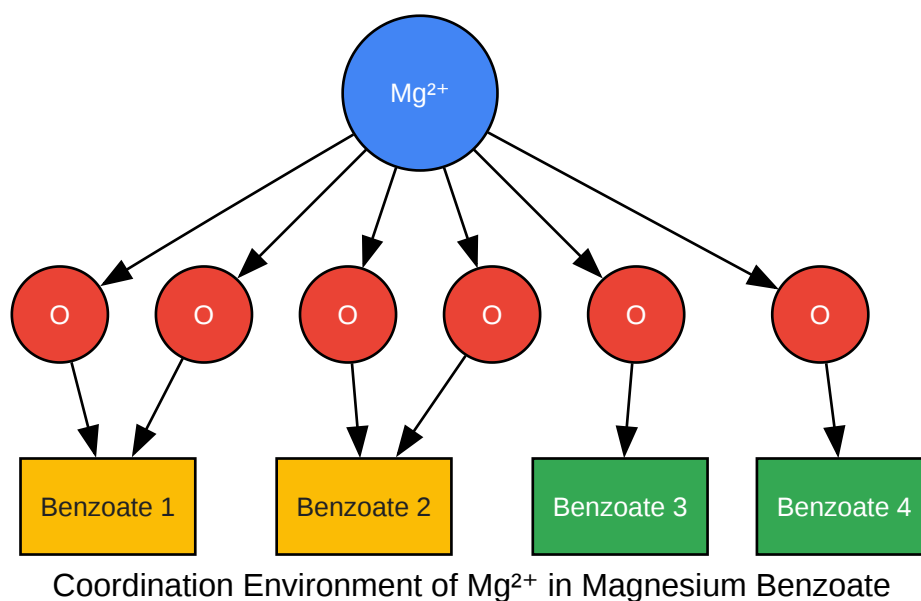 Mg²⁺
O O O O O O
Benzoate 1 Benzoate 2 Benzoate 3 Benzoate 4
Coordination Environment of Mg²⁺ in Magnesium Benzoate